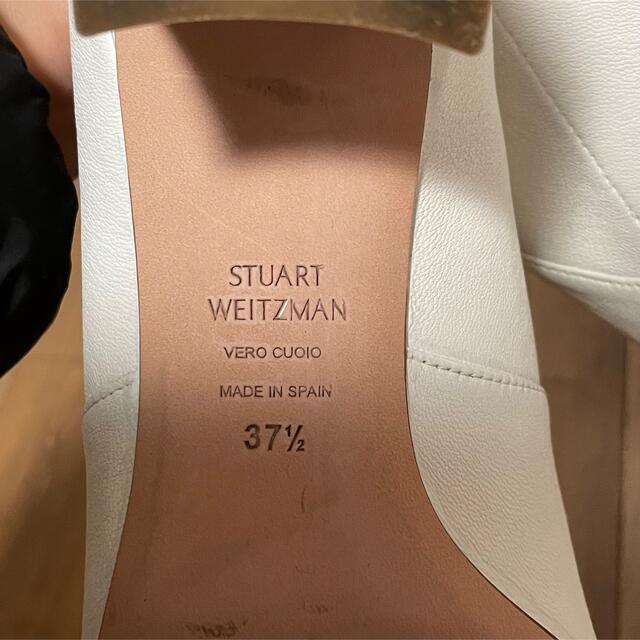 STUART
WEITZMAN
VERO CUOIO
MADE IN SPAIN
37½